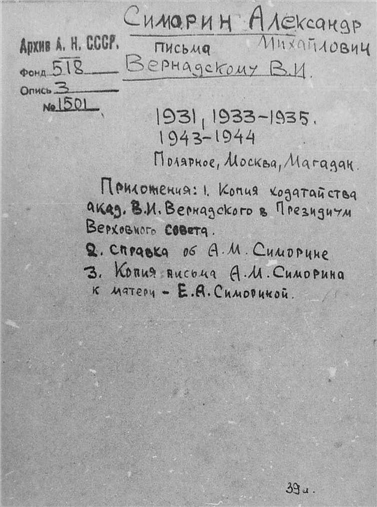 Симорин Александр
Михайлович
Архив А. Н. СССР.
Фонд 518
Опись 3
№ 1501
письма
Вернадскому В.И.
1931, 1933-1935.
1943-1944
Полярное, Москва, Магадан.
Приложения: 1. Копия ходатайства
акад. В.И. Вернадского в Президиум
Верховного совета.
2. справка об А.М. Симорине
3. Копия письма А.М. Симорина
к матери - Е.А. Симориной.
39 л.